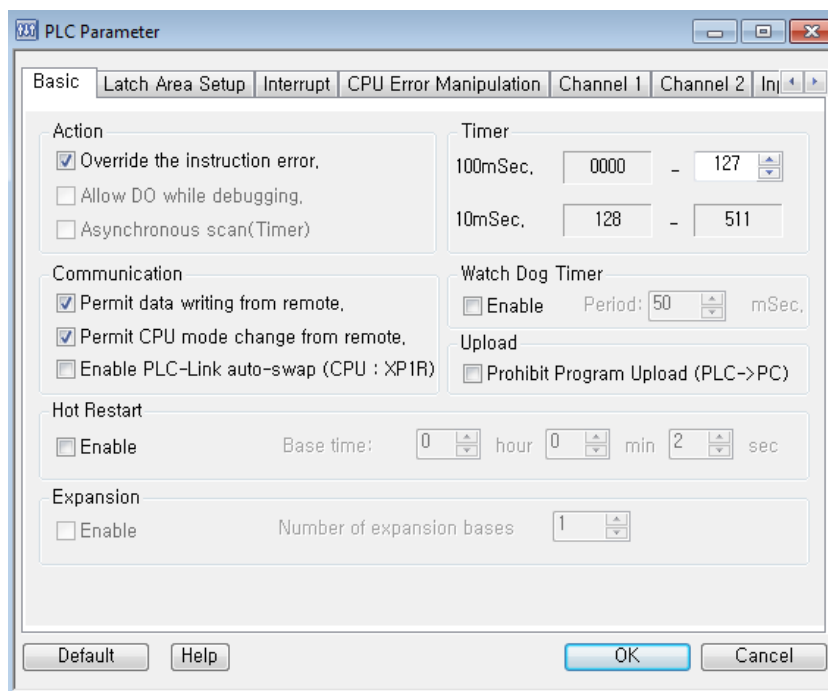 PLC Parameter
Basic Latch Area Setup Interrupt CPU Error Manipulation Channel 1 Channel 2
Action
Override the instruction error,
Allow DO while debugging,
Asynchronous scan(Timer)
Timer
100mSec, 0000 - 127
10mSec, 128 - 511
Communication
Permit data writing from remote,
Permit CPU mode change from remote,
Enable PLC-Link auto-swap (CPU : XP1R)
Watch Dog Timer
Enable Period: 50 mSec,
Upload
Prohibit Program Upload (PLC->PC)
Hot Restart
Enable Base time: 0 hour 0 min 2 sec
Expansion
Enable Number of expansion bases 1
Default Help OK Cancel